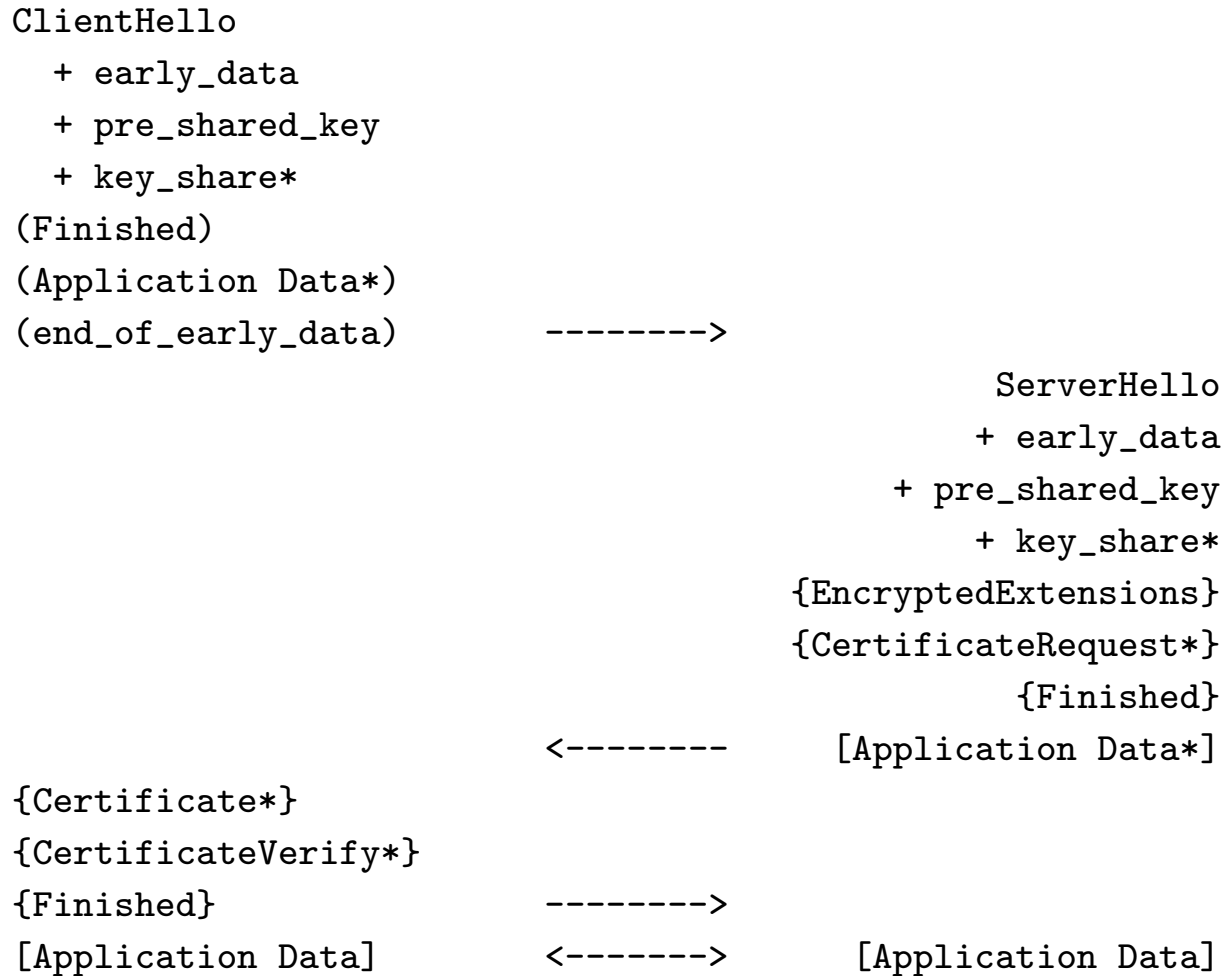 ClientHello
+ early_data
+ pre_shared_key
+ key_share*
(Finished)
(Application Data*)
(end_of_early_data) -------->
ServerHello
+ early_data
+ pre_shared_key
+ key_share*
{EncryptedExtensions}
{CertificateRequest*}
{Finished}
<-------- [Application Data*]
{Certificate*}
{CertificateVerify*}
{Finished} -------->
[Application Data] <-------> [Application Data]